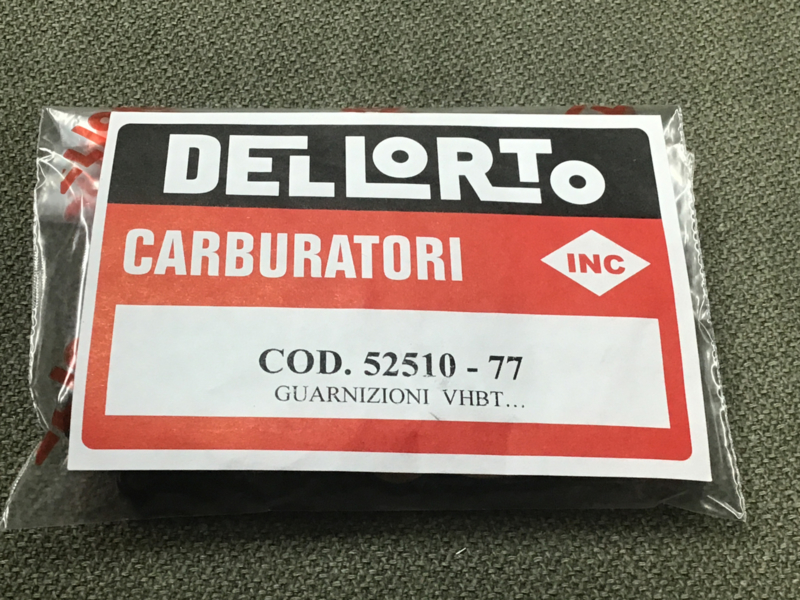 DELLORTO
CARBURATORI
INC
COD. 52510 - 77
GUARNIZIONI VHBT...